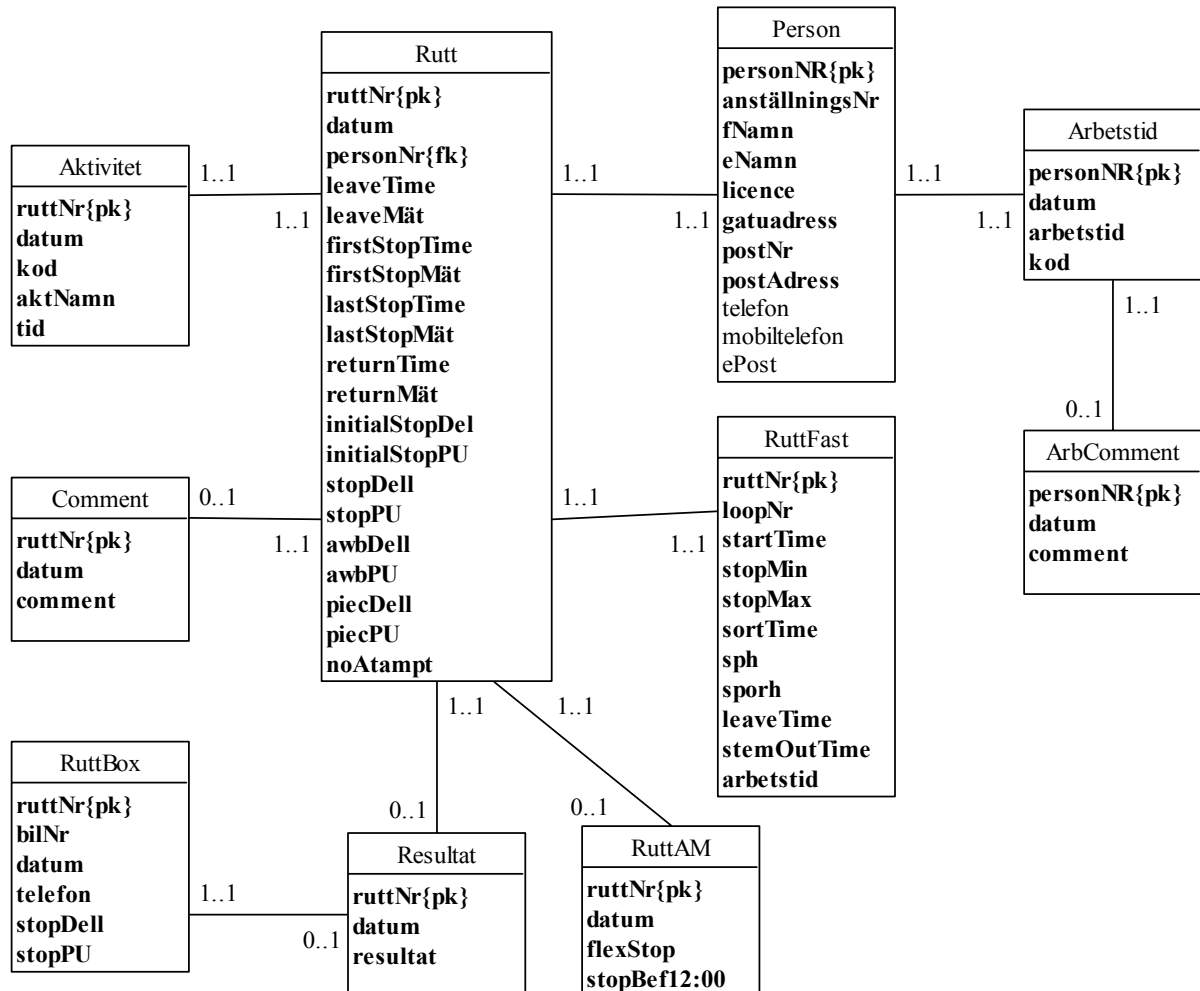 Rutt
ruttNr{pk}
datum
personNr{fk}
leaveTime
leaveMät
firstStopTime
firstStopMät
lastStopTime
lastStopMät
returnTime
returnMät
initialStopDel
initialStopPU
stopDell
stopPU
awbDell
awbPU
piecDell
piecPU
noAtampt
Person
personNR{pk}
anställningsNr
fNamn
eNamn
licence
gatuadress
postNr
postAdress
telefon
mobiltelefon
ePost
Arbetstid
personNR{pk}
datum
arbetstid
kod
Aktivitet
ruttNr{pk}
datum
kod
aktNamn
tid
1..1
1..1
1..1
1..1
1..1
1..1
1..1
0..1
ArbComment
personNR{pk}
datum
comment
Comment
ruttNr{pk}
datum
comment
0..1
1..1
1..1
1..1
RuttFast
ruttNr{pk}
loopNr
startTime
stopMin
stopMax
sortTime
sph
sporh
leaveTime
stemOutTime
arbetstid
1..1
1..1
0..1
0..1
RuttBox
ruttNr{pk}
bilNr
datum
telefon
stopDell
stopPU
1..1
0..1
Resultat
ruttNr{pk}
datum
resultat
RuttAM
ruttNr{pk}
datum
flexStop
stopBef12:00